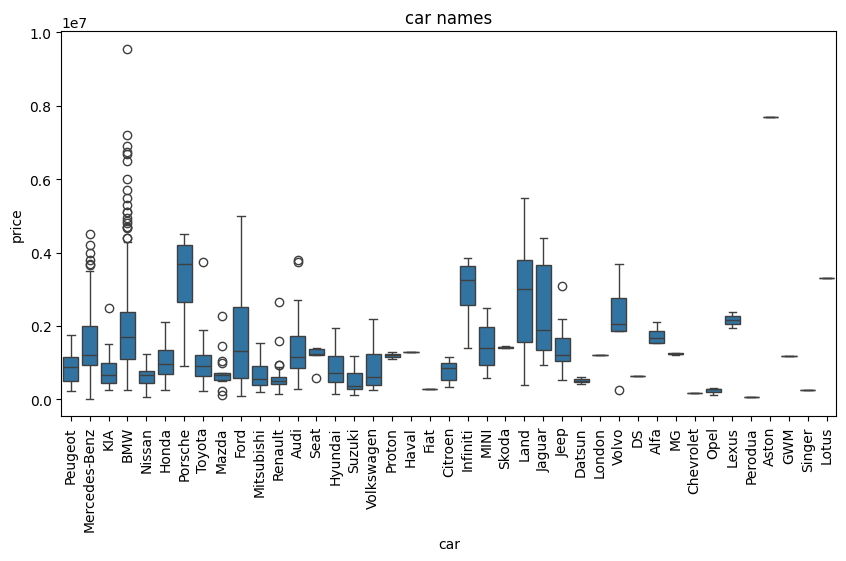 car names
1e7
1.0
0.8
0.6
0.4
0.2
0.0
price
Peugeot
Mercedes-Benz
KIA
BMW
Nissan
Honda
Porsche
Toyota
Mazda
Ford
Mitsubishi
Renault
Audi
Seat
Hyundai
Suzuki
Volkswagen
Proton
Haval
Fiat
Citroen
Infiniti
MINI
Skoda
Land
Jaguar
Jeep
Datsun
London
Volvo
DS
Alfa
MG
Chevrolet
Opel
Lexus
Perodua
Aston
GWM
Singer
Lotus
car